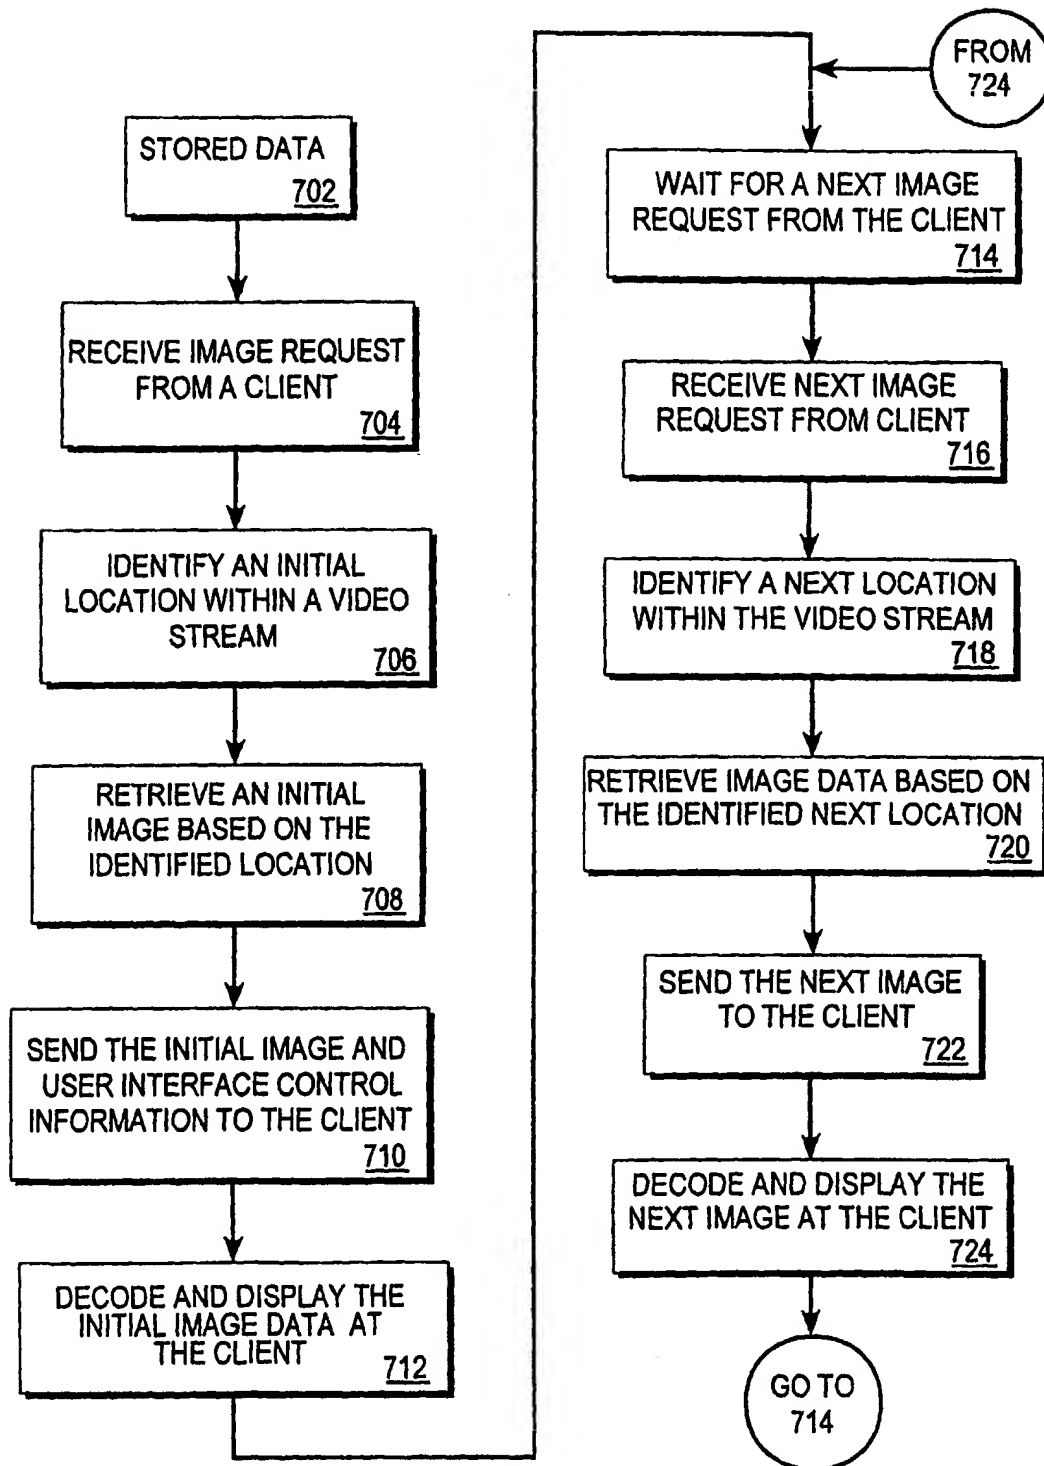 STORED DATA
702
RECEIVE IMAGE REQUEST
FROM A CLIENT
704
IDENTIFY AN INITIAL
LOCATION WITHIN A VIDEO
STREAM
706
RETRIEVE AN INITIAL
IMAGE BASED ON THE
IDENTIFIED LOCATION
708
SEND THE INITIAL IMAGE AND
USER INTERFACE CONTROL
INFORMATION TO THE CLIENT
710
DECODE AND DISPLAY THE
INITIAL IMAGE DATA AT
THE CLIENT
712
FROM
724
WAIT FOR A NEXT IMAGE
REQUEST FROM THE CLIENT
714
RECEIVE NEXT IMAGE
REQUEST FROM CLIENT
716
IDENTIFY A NEXT LOCATION
WITHIN THE VIDEO STREAM
718
RETRIEVE IMAGE DATA BASED ON
THE IDENTIFIED NEXT LOCATION
720
SEND THE NEXT IMAGE
TO THE CLIENT
722
DECODE AND DISPLAY THE
NEXT IMAGE AT THE CLIENT
724
GO TO
714